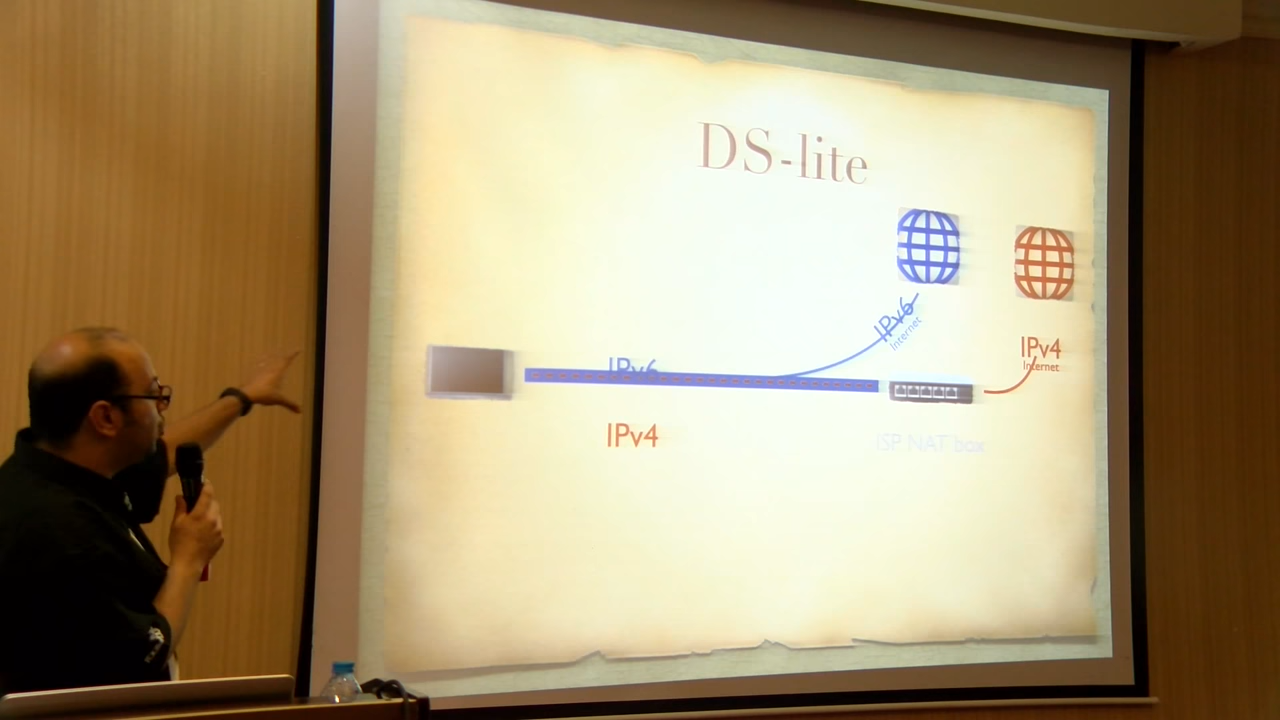 DS-lite
IPv6
Internet
IPv4
Internet
IPv6
IPv4
ISP NAT box